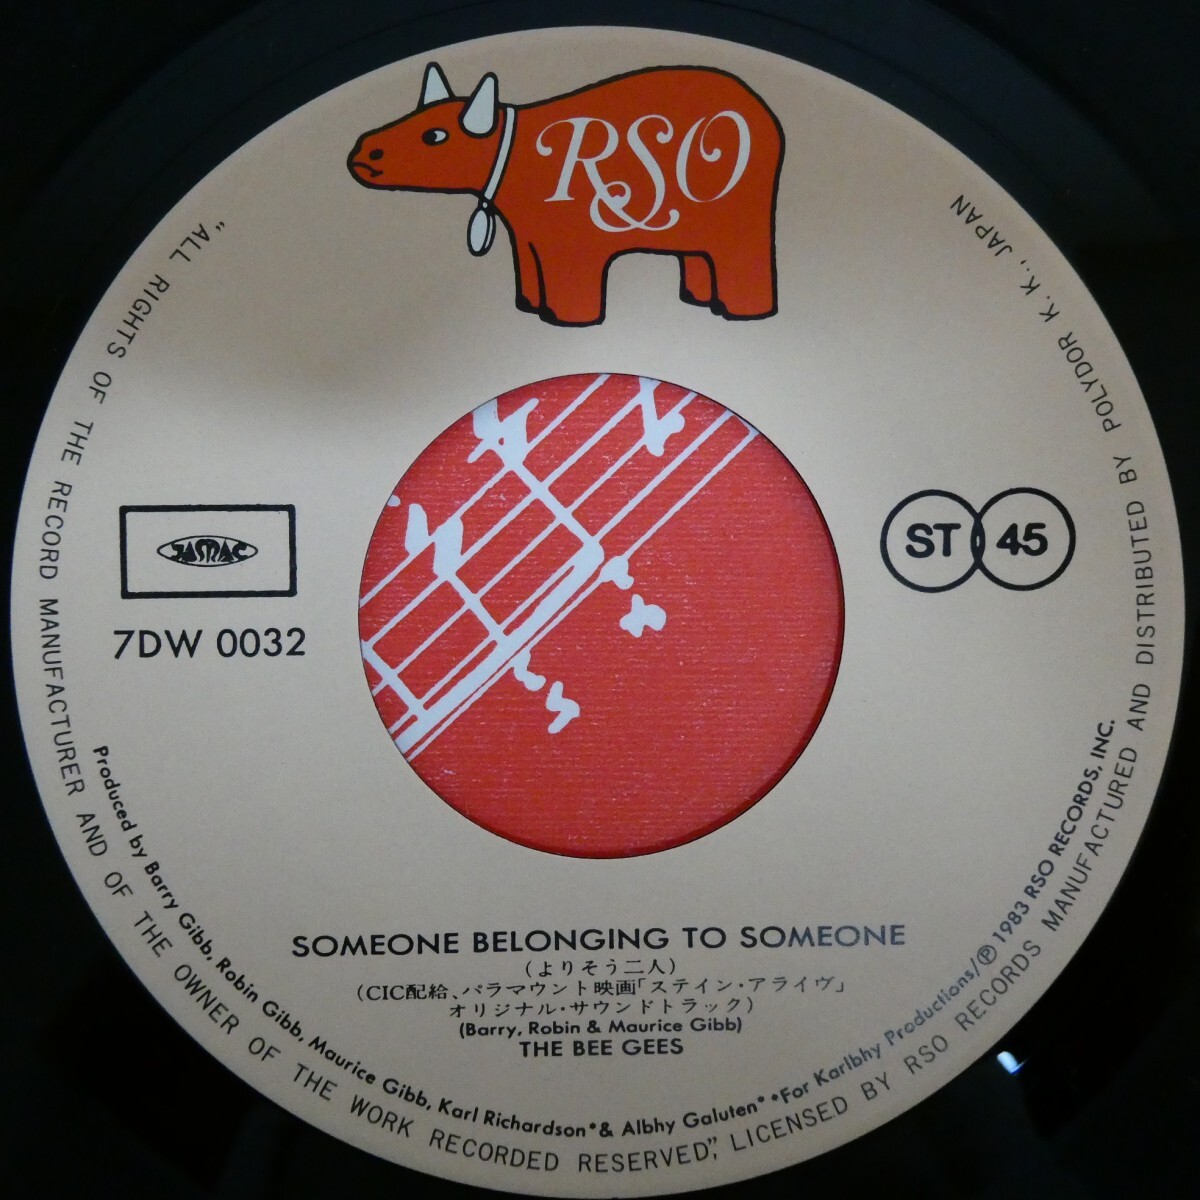 RSO
JASRAC
7DW 0032
ST 45
SOMEONE BELONGING TO SOMEONE
(よりそう二人)
(CIC配給、パラマウント映画「ステイン・アライヴ」
オリジナル・サウンドトラック)
(Barry, Robin & Maurice Gibb)
THE BEE GEES
Produced by Barry Gibb, Robin Gibb, Maurice Gibb, Karl Richardson* & Albhy Galuten* *For Karlbhy Productions/℗ 1983 RSO RECORDS, INC.
"ALL RIGHTS OF THE RECORD MANUFACTURER AND OF THE OWNER OF THE WORK RECORDED RESERVED", LICENSED BY RSO RECORDS MANUFACTURED AND DISTRIBUTED BY POLYDOR K. K., JAPAN